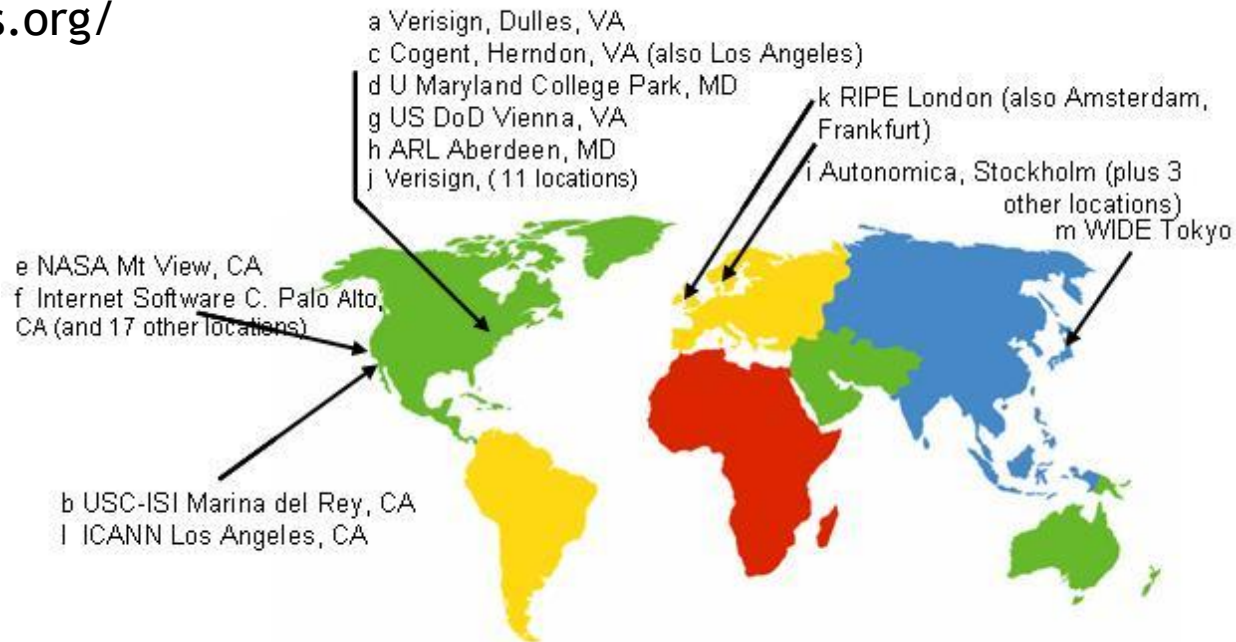 s.org/
a Verisign, Dulles, VA
c Cogent, Herndon, VA (also Los Angeles)
d U Maryland College Park, MD
g US DoD Vienna, VA
h ARL Aberdeen, MD
j Verisign, ( 11 locations)
k RIPE London (also Amsterdam,
Frankfurt)
i Autonomica, Stockholm (plus 3
other locations)
m WIDE Tokyo
e NASA Mt View, CA
f Internet Software C. Palo Alto,
CA (and 17 other locations)
b USC-ISI Marina del Rey, CA
l ICANN Los Angeles, CA